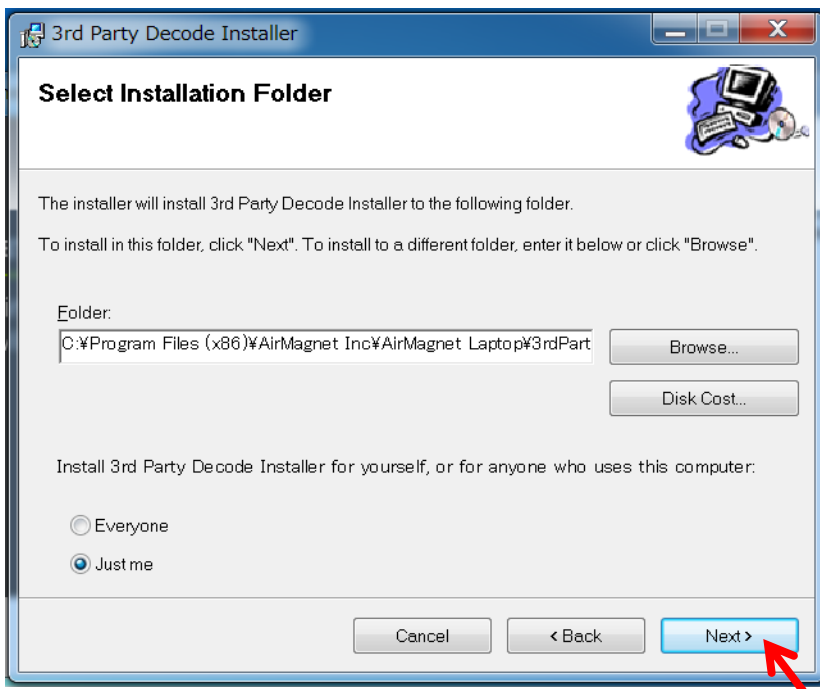 3rd Party Decode Installer
Select Installation Folder
The installer will install 3rd Party Decode Installer to the following folder.
To install in this folder, click "Next". To install to a different folder, enter it below or click "Browse".
Folder:
C:¥Program Files (x86)¥AirMagnet Inc¥AirMagnet Laptop¥3rdPart
Browse...
Disk Cost...
Install 3rd Party Decode Installer for yourself, or for anyone who uses this computer:
Everyone
Just me
Cancel
< Back
Next >